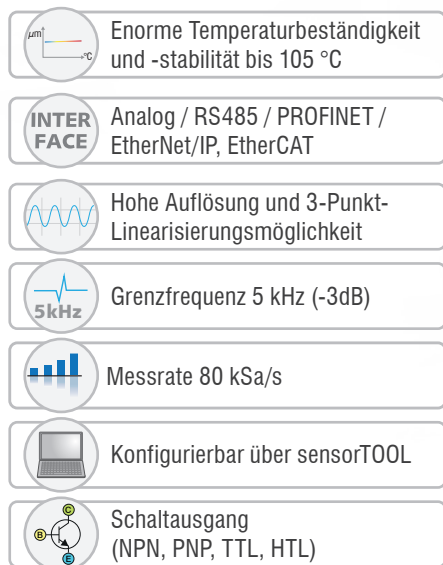 µm
°C
Enorme Temperaturbeständigkeit
und -stabilität bis 105 °C
INTER
FACE
Analog / RS485 / PROFINET /
EtherNet/IP, EtherCAT
Hohe Auflösung und 3-Punkt-
Linearisierungsmöglichkeit
5kHz
Grenzfrequenz 5 kHz (-3dB)
Messrate 80 kSa/s
Konfigurierbar über sensorTOOL
C
B
E
Schaltausgang
(NPN, PNP, TTL, HTL)